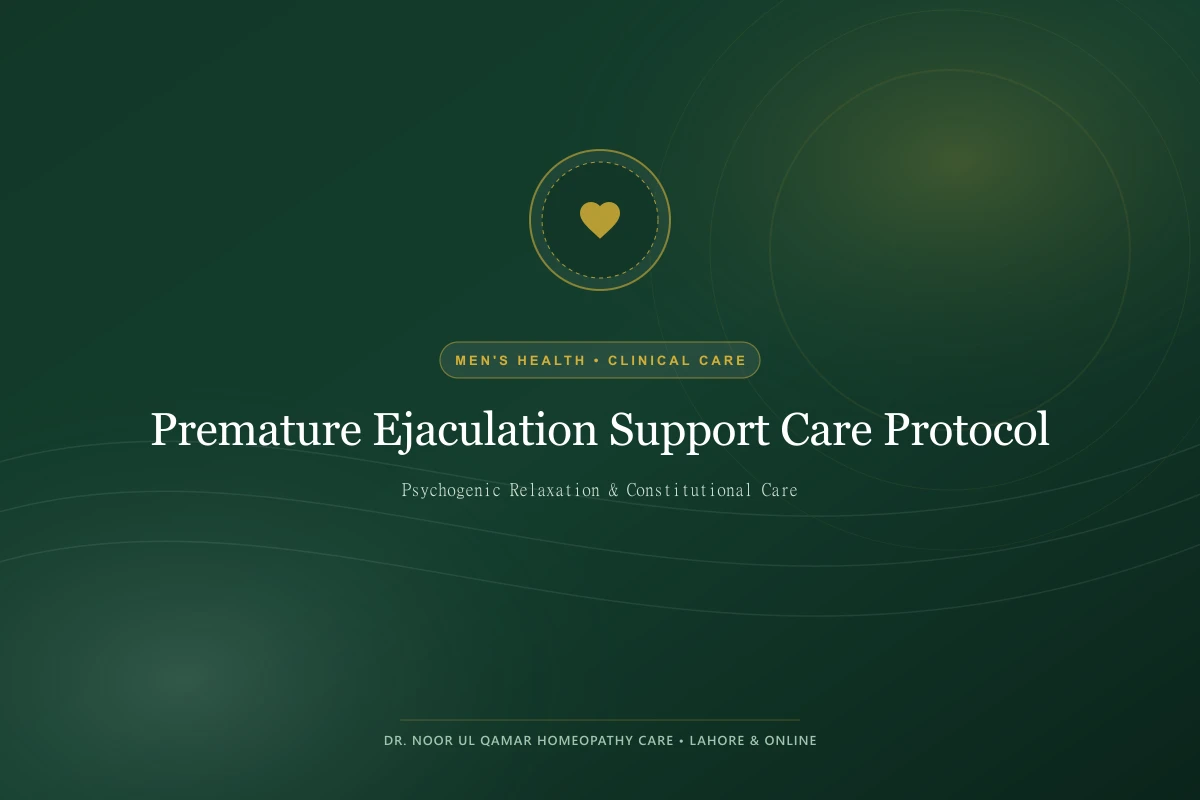 MEN'S HEALTH • CLINICAL CARE
Premature Ejaculation Support Care Protocol
Psychogenic Relaxation & Constitutional Care
DR. NOOR UL QAMAR HOMEOPATHY CARE • LAHORE & ONLINE